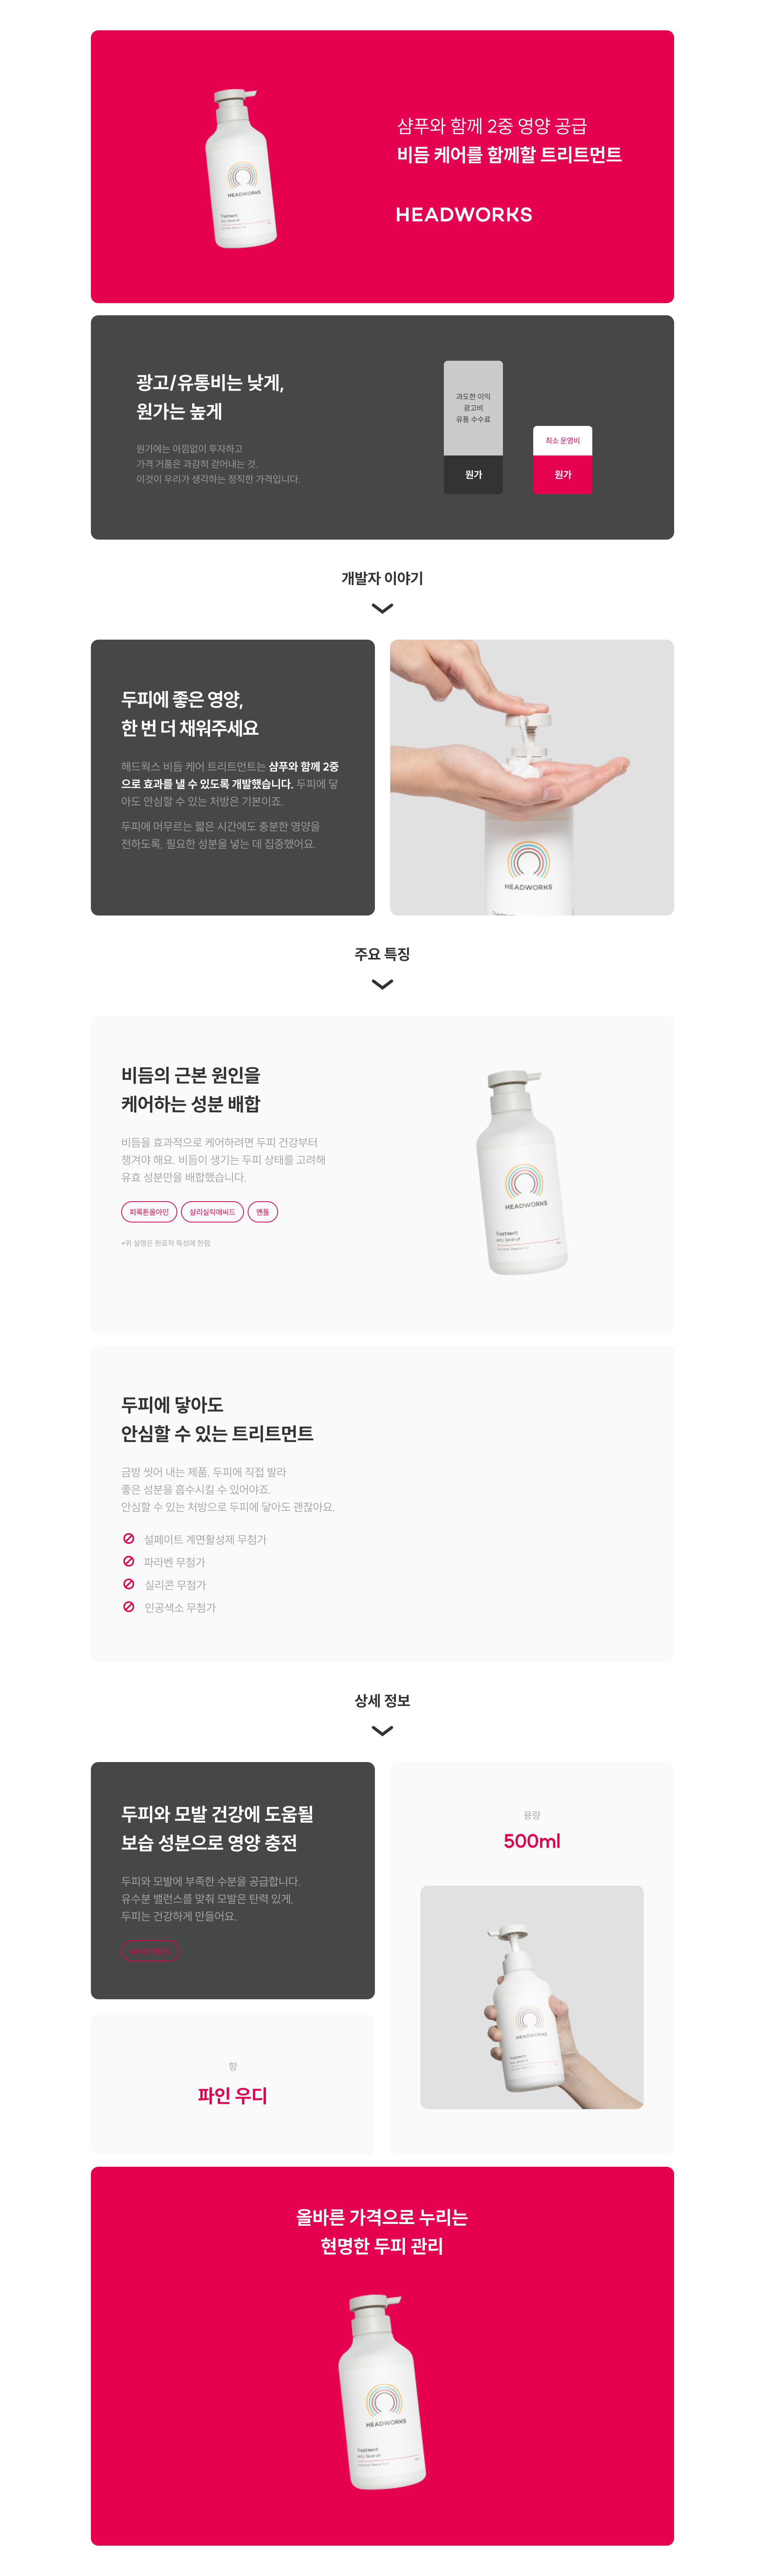 샴푸와 함께 2중 영양 공급
비듬 케어를 함께할 트리트먼트
HEADWORKS
HEADWORKS
Treatment
Anti-Dandruff
광고/유통비는 낮게,
원가는 높게
원가에는 아낌없이 투자하고
가격 거품은 과감히 걷어내는 것.
이것이 우리가 생각하는 정직한 가격입니다.
과도한 이익
광고비
유통 수수료
원가
최소 운영비
원가
개발자 이야기
두피에 좋은 영양,
한 번 더 채워주세요
헤드웍스 비듬 케어 트리트먼트는 샴푸와 함께 2중
으로 효과를 낼 수 있도록 개발했습니다. 두피에 닿
아도 안심할 수 있는 처방은 기본이죠.
두피에 머무르는 짧은 시간에도 충분한 영양을
전하도록, 필요한 성분을 넣는 데 집중했어요.
HEADWORKS
주요 특징
비듬의 근본 원인을
케어하는 성분 배합
비듬을 효과적으로 케어하려면 두피 건강부터
챙겨야 해요. 비듬이 생기는 두피 상태를 고려해
유효 성분만을 배합했습니다.
피록톤올아민
살리실릭애씨드
멘톨
*위 설명은 원료적 특성에 한함
HEADWORKS
Treatment
Anti-Dandruff
두피에 닿아도
안심할 수 있는 트리트먼트
금방 씻어 내는 제품, 두피에 직접 발라
좋은 성분을 흡수시킬 수 있어야죠.
안심할 수 있는 처방으로 두피에 닿아도 괜찮아요.
설페이트 계면활성제 무첨가
파라벤 무첨가
실리콘 무첨가
인공색소 무첨가
상세 정보
두피와 모발 건강에 도움될
보습 성분으로 영양 충전
두피와 모발에 부족한 수분을 공급합니다.
유수분 밸런스를 맞춰 모발은 탄력 있게,
두피는 건강하게 만들어요.
용량
500ml
HEADWORKS
Treatment
Anti-Dandruff
향
파인 우디
올바른 가격으로 누리는
현명한 두피 관리
HEADWORKS
Treatment
Anti-Dandruff